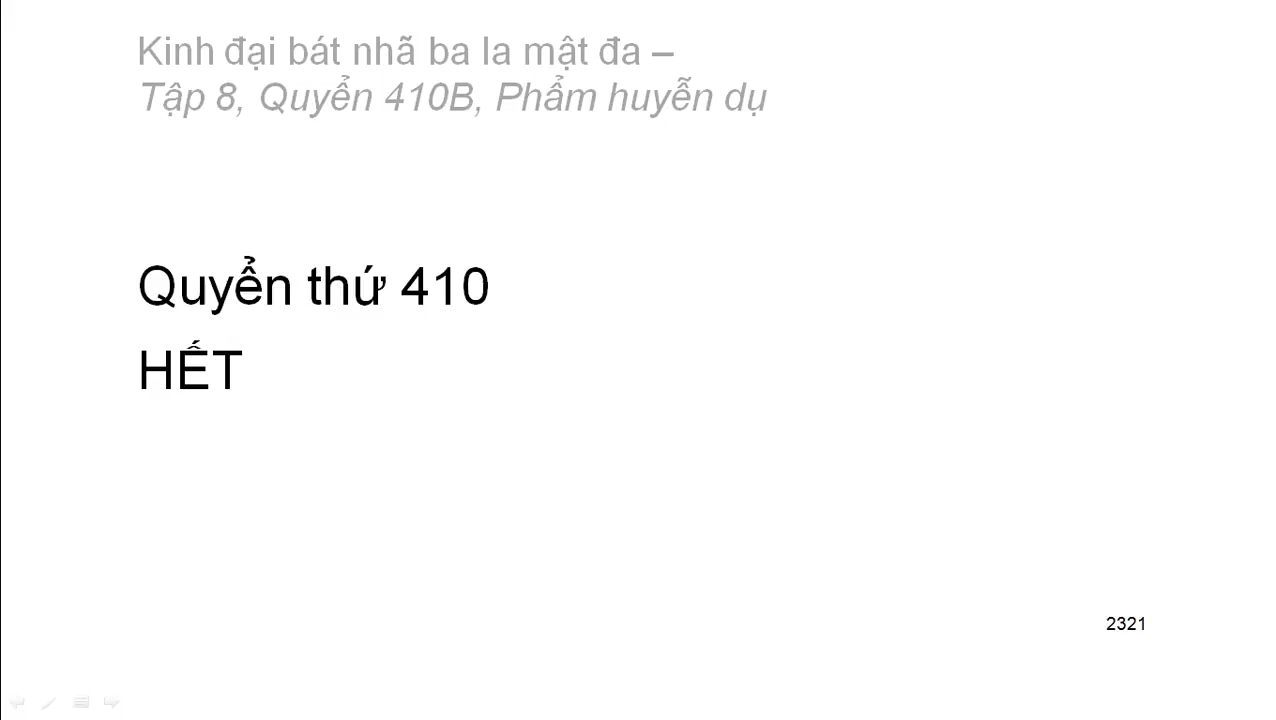 Kinh đại bát nhã ba la mật đa –
Tập 8, Quyển 410B, Phẩm huyễn dụ
Quyển thứ 410
HẾT
2321